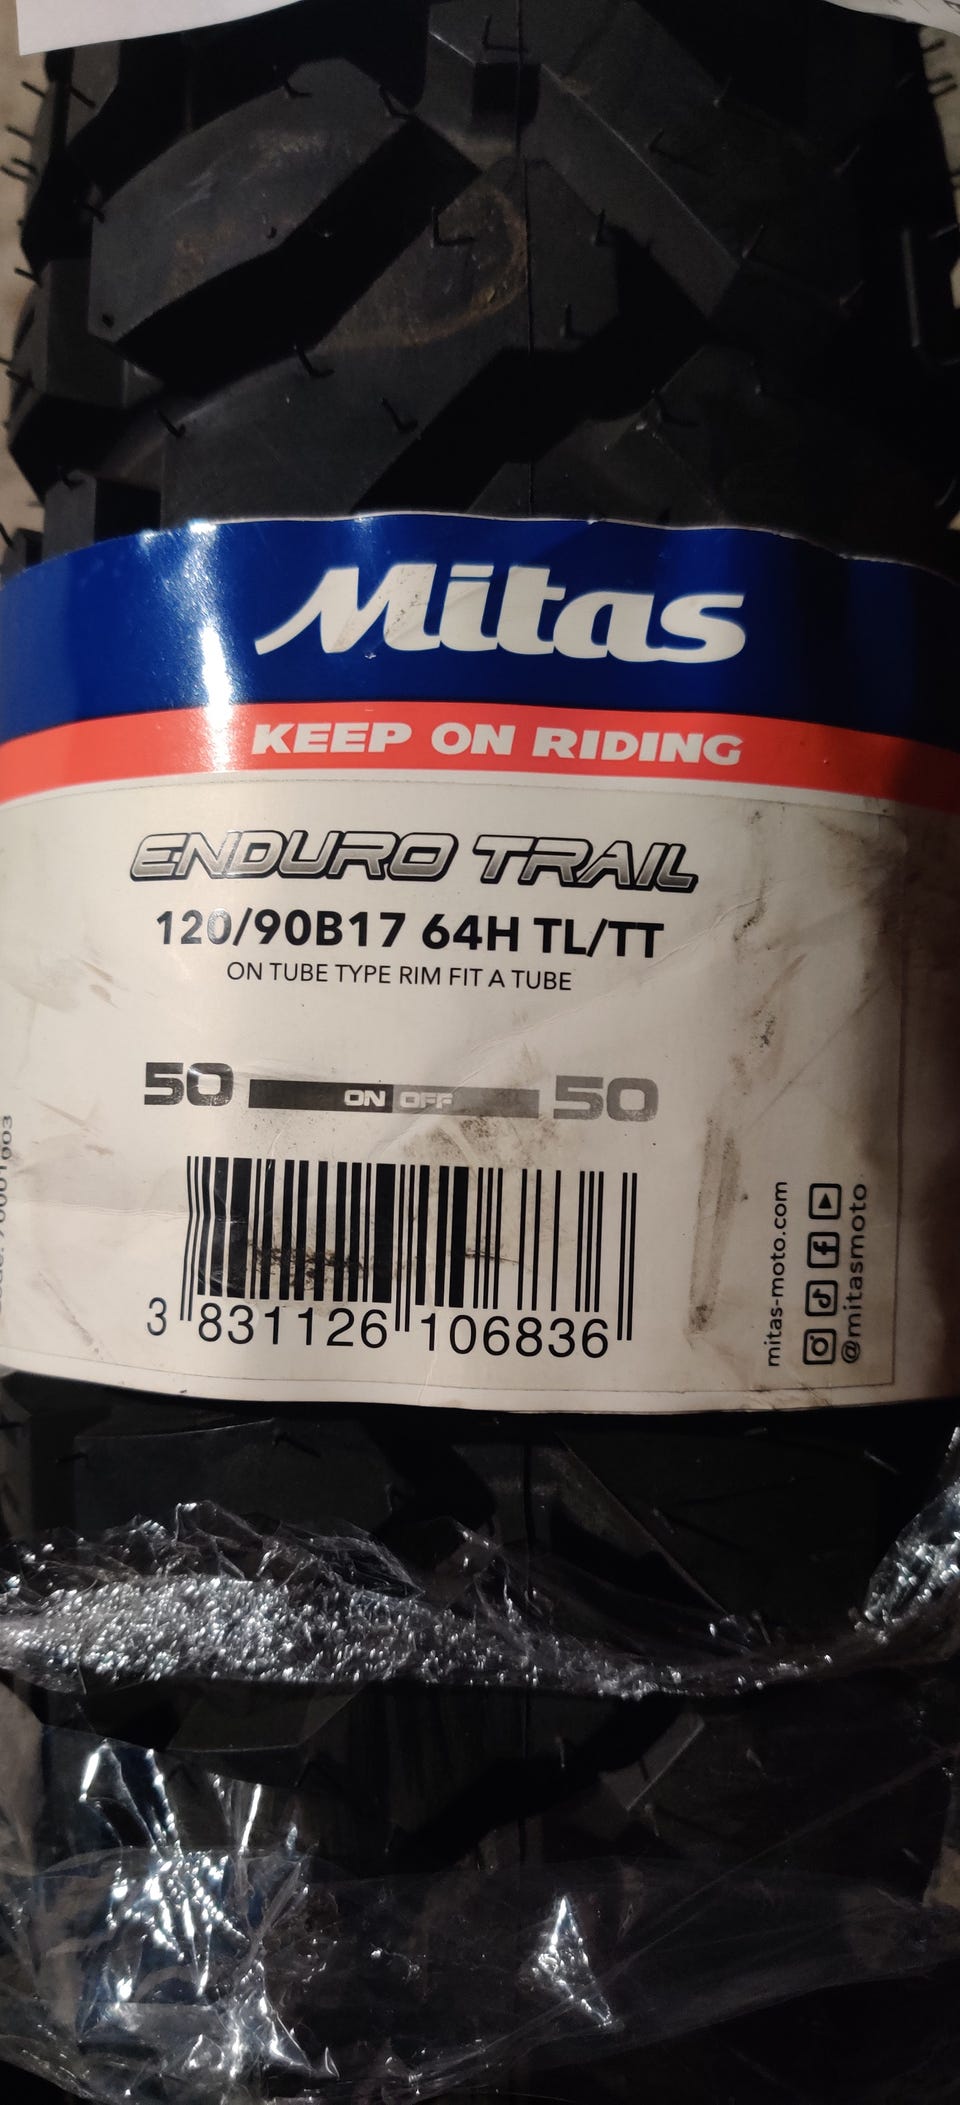 Mitas
KEEP ON RIDING
ENDURO TRAIL
120/90B17 64H TL/TT
ON TUBE TYPE RIM FIT A TUBE
50 ON OFF 50
3 831126 106836
mitas-moto.com
@mitasmoto